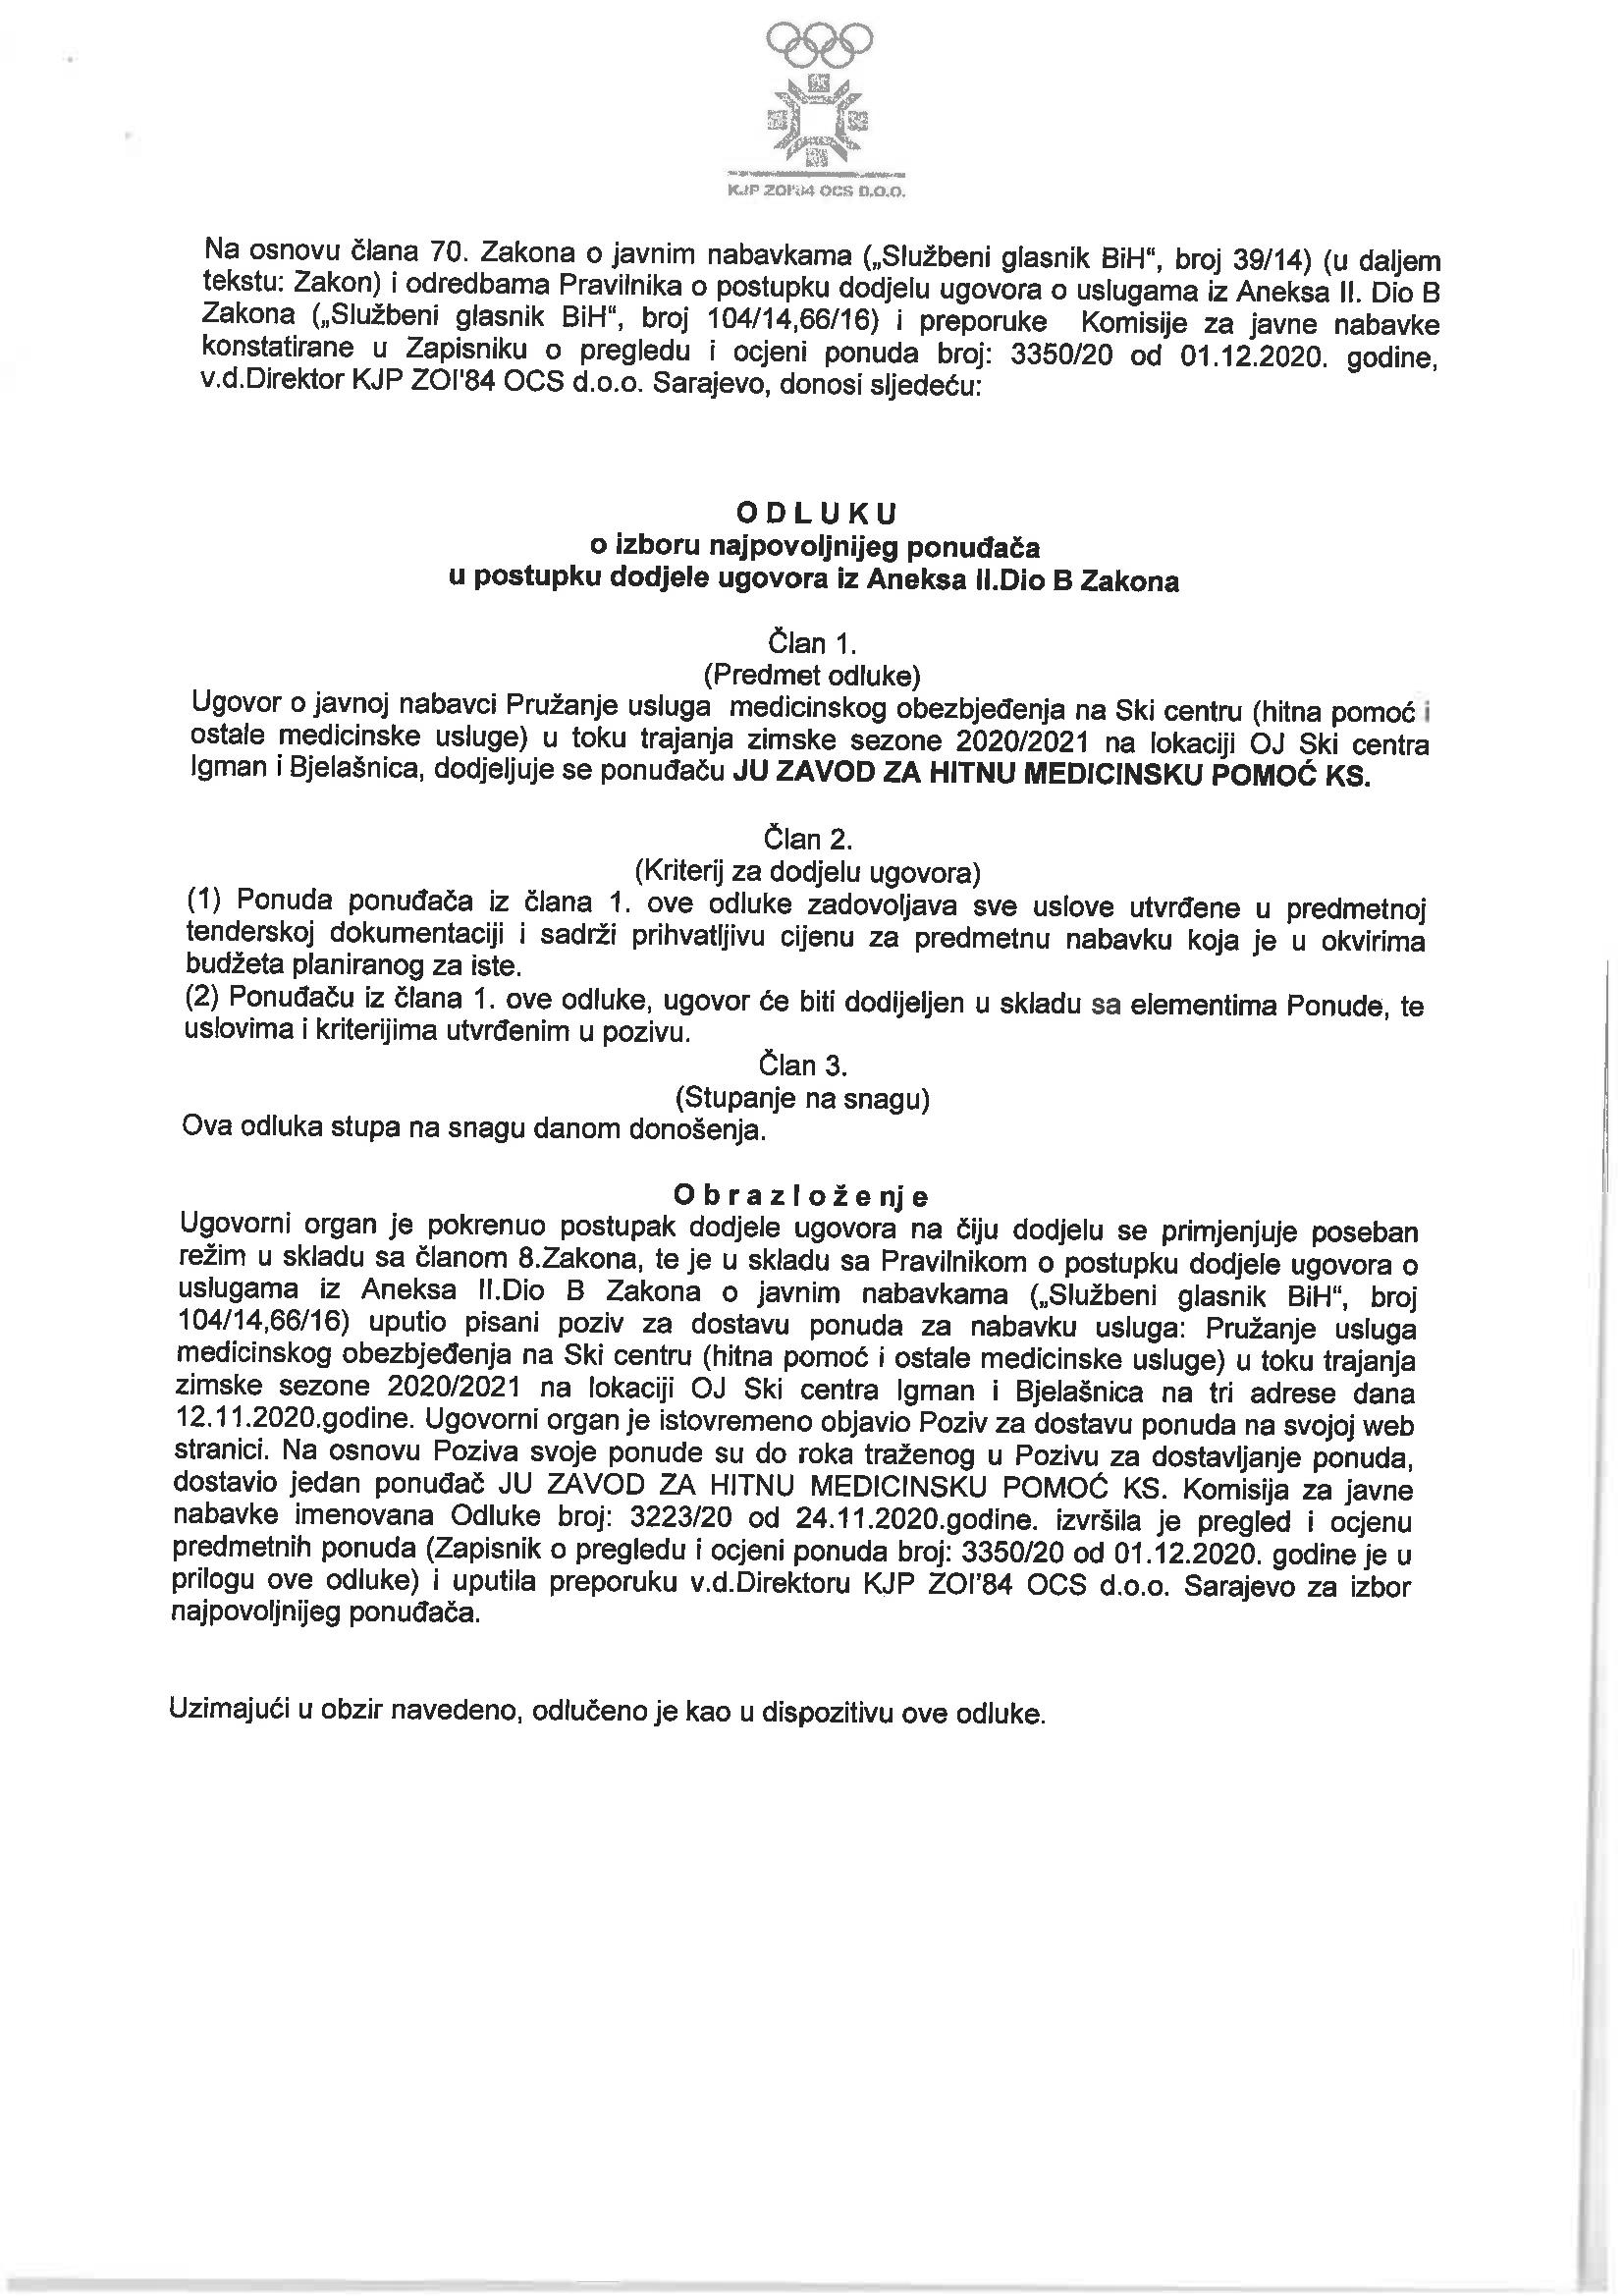 KJP ZOI'84 OCS D.O.O.
Na osnovu člana 70. Zakona o javnim nabavkama („Službeni glasnik BiH“, broj 39/14) (u daljem
tekstu: Zakon) i odredbama Pravilnika o postupku dodjelu ugovora o uslugama iz Aneksa II. Dio B
Zakona („Službeni glasnik BiH“, broj 104/14,66/16) i preporuke Komisije za javne nabavke
konstatirane u Zapisniku o pregledu i ocjeni ponuda broj: 3350/20 od 01.12.2020. godine,
v.d.Direktor KJP ZOI'84 OCS d.o.o. Sarajevo, donosi sljedeću:
O D L U K U
o izboru najpovoljnijeg ponuđača
u postupku dodjele ugovora iz Aneksa II.Dio B Zakona
Član 1.
(Predmet odluke)
Ugovor o javnoj nabavci Pružanje usluga medicinskog obezbjeđenja na Ski centru (hitna pomoć i
ostale medicinske usluge) u toku trajanja zimske sezone 2020/2021 na lokaciji OJ Ski centra
Igman i Bjelašnica, dodjeljuje se ponuđaču JU ZAVOD ZA HITNU MEDICINSKU POMOĆ KS.
Član 2.
(Kriterij za dodjelu ugovora)
(1) Ponuda ponuđača iz člana 1. ove odluke zadovoljava sve uslove utvrđene u predmetnoj
tenderskoj dokumentaciji i sadrži prihvatljivu cijenu za predmetnu nabavku koja je u okvirima
budžeta planiranog za iste.
(2) Ponuđaču iz člana 1. ove odluke, ugovor će biti dodijeljen u skladu sa elementima Ponude, te
uslovima i kriterijima utvrđenim u pozivu.
Član 3.
(Stupanje na snagu)
Ova odluka stupa na snagu danom donošenja.
O b r a z l o ž e nj e
Ugovorni organ je pokrenuo postupak dodjele ugovora na čiju dodjelu se primjenjuje poseban
režim u skladu sa članom 8.Zakona, te je u skladu sa Pravilnikom o postupku dodjele ugovora o
uslugama iz Aneksa II.Dio B Zakona o javnim nabavkama („Službeni glasnik BiH“, broj
104/14,66/16) uputio pisani poziv za dostavu ponuda za nabavku usluga: Pružanje usluga
medicinskog obezbjeđenja na Ski centru (hitna pomoć i ostale medicinske usluge) u toku trajanja
zimske sezone 2020/2021 na lokaciji OJ Ski centra Igman i Bjelašnica na tri adrese dana
12.11.2020.godine. Ugovorni organ je istovremeno objavio Poziv za dostavu ponuda na svojoj web
stranici. Na osnovu Poziva svoje ponude su do roka traženog u Pozivu za dostavljanje ponuda,
dostavio jedan ponuđač JU ZAVOD ZA HITNU MEDICINSKU POMOĆ KS. Komisija za javne
nabavke imenovana Odluke broj: 3223/20 od 24.11.2020.godine. izvršila je pregled i ocjenu
predmetnih ponuda (Zapisnik o pregledu i ocjeni ponuda broj: 3350/20 od 01.12.2020. godine je u
prilogu ove odluke) i uputila preporuku v.d.Direktoru KJP ZOI’84 OCS d.o.o. Sarajevo za izbor
najpovoljnijeg ponuđača.
Uzimajući u obzir navedeno, odlučeno je kao u dispozitivu ove odluke.